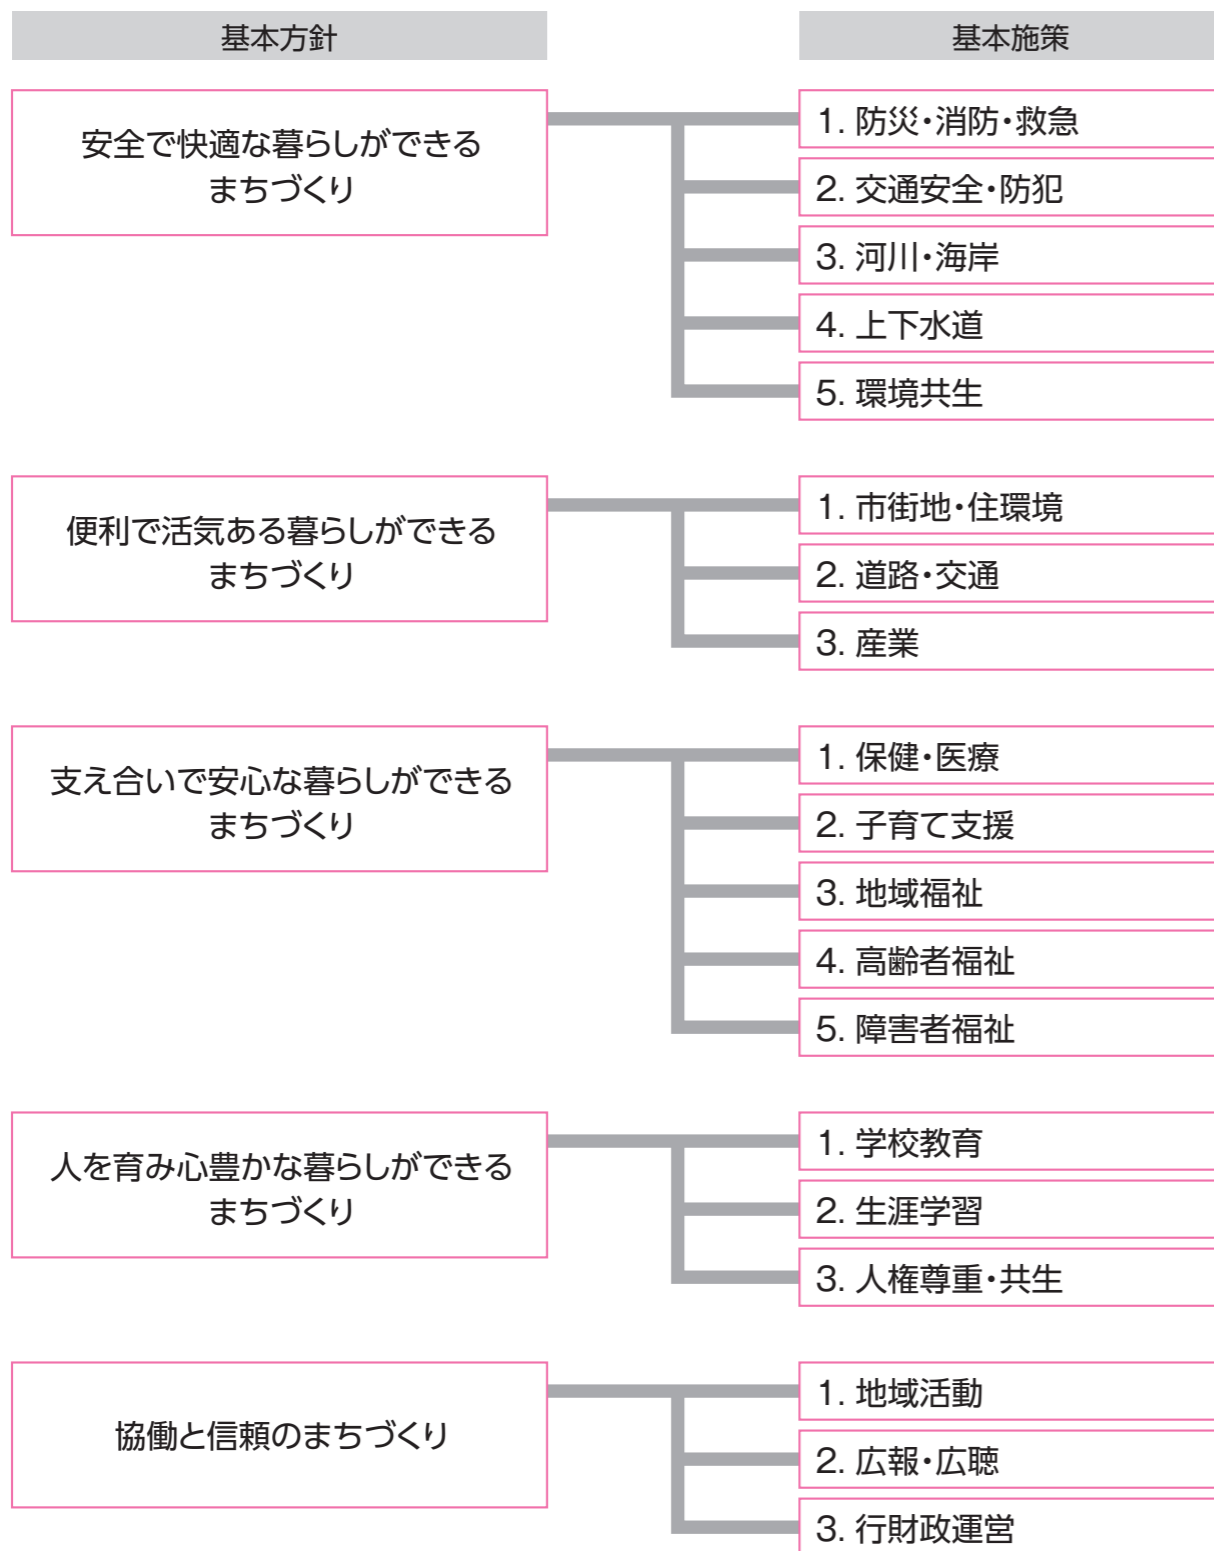 基本方針
基本施策
安全で快適な暮らしができる
まちづくり
1. 防災・消防・救急
2. 交通安全・防犯
3. 河川・海岸
4. 上下水道
5. 環境共生
便利で活気ある暮らしができる
まちづくり
1. 市街地・住環境
2. 道路・交通
3. 産業
支え合いで安心な暮らしができる
まちづくり
1. 保健・医療
2. 子育て支援
3. 地域福祉
4. 高齢者福祉
5. 障害者福祉
人を育み心豊かな暮らしができる
まちづくり
1. 学校教育
2. 生涯学習
3. 人権尊重・共生
協働と信頼のまちづくり
1. 地域活動
2. 広報・広聴
3. 行財政運営